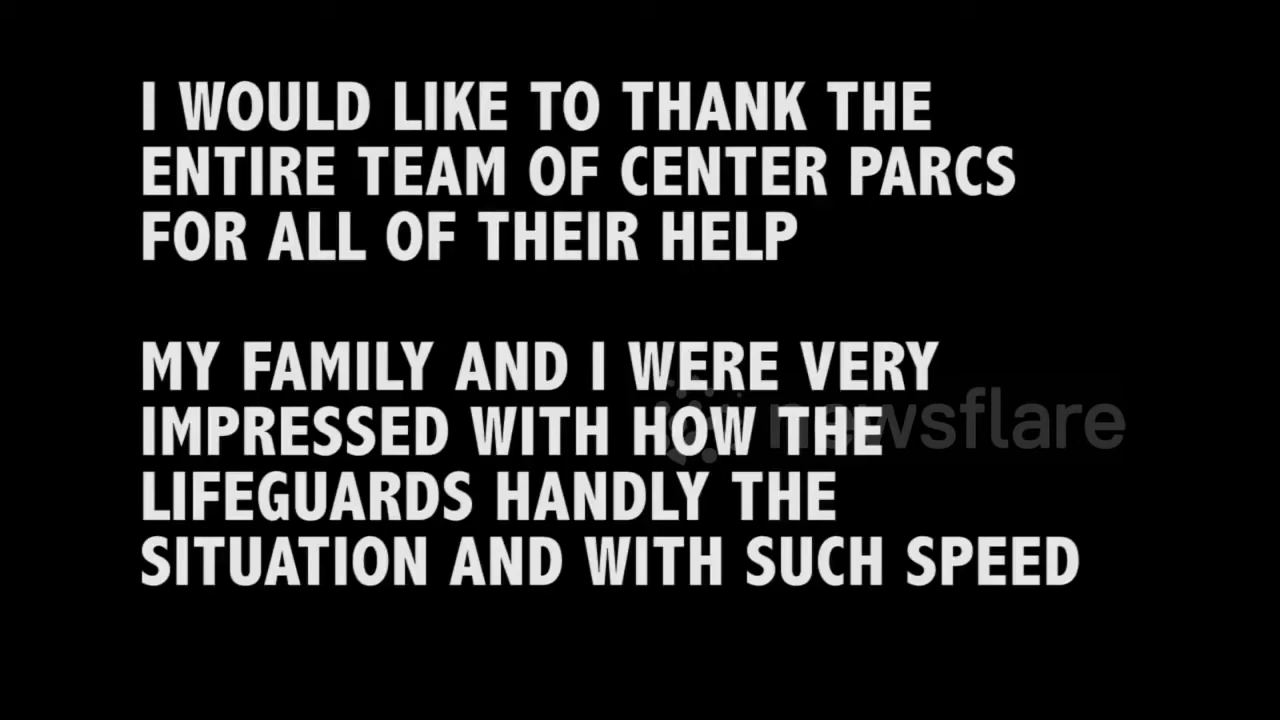 I WOULD LIKE TO THANK THE
ENTIRE TEAM OF CENTER PARCS
FOR ALL OF THEIR HELP
MY FAMILY AND I WERE VERY
IMPRESSED WITH HOW THE
newsflare
LIFEGUARDS HANDLY THE
SITUATION AND WITH SUCH SPEED